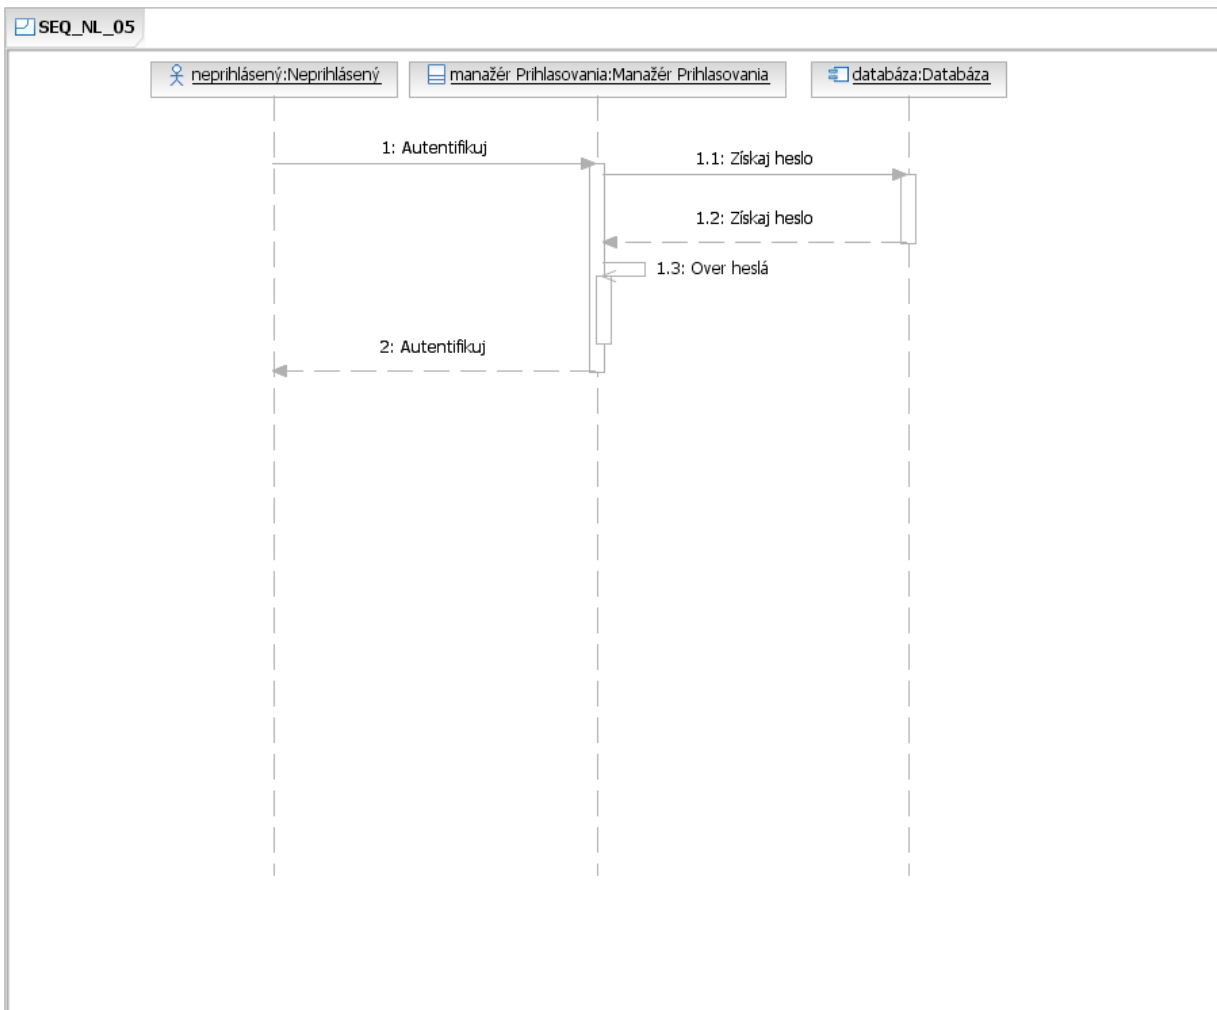 SEQ_NL_05
neprihlásený:Neprihlásený
manažér Prihlasovania:Manažér Prihlasovania
databáza:Databáza
1: Autentifikuj
1.1: Získaj heslo
1.2: Získaj heslo
1.3: Over heslá
2: Autentifikuj